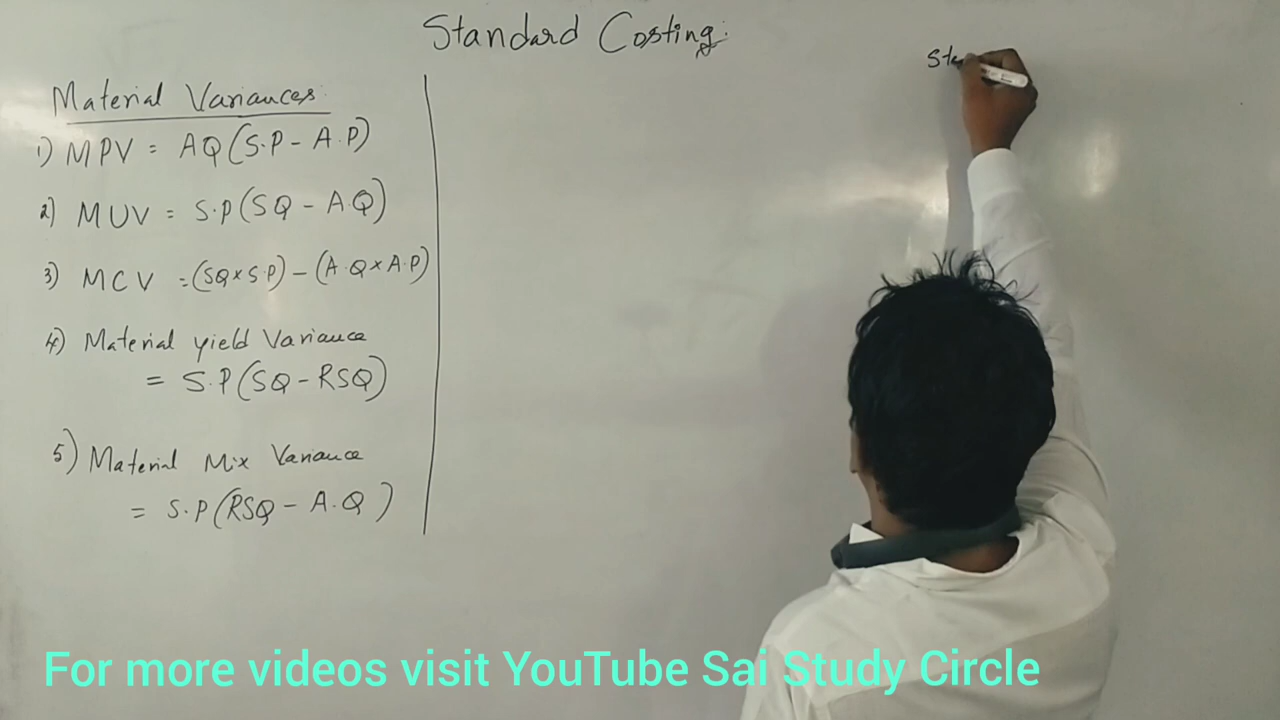 Standard Costing:
Material Variances:
1) MPV = AQ(S.P - A.P)
2) MUV = S.P(SQ - AQ)
3) MCV = (SQ×S.P) - (A.Q×A.P)
4) Material yield Variance
= S.P(SQ - RSQ)
5) Material Mix Variance
= S.P(RSQ - A.Q)
Sta
For more videos visit YouTube Sai Study Circle